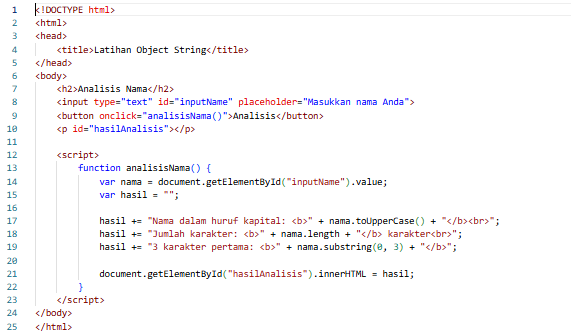 1 <!DOCTYPE html>
2 <html>
3 <head>
4     <title>Latihan Object String</title>
5 </head>
6 <body>
7     <h2>Analisis Nama</h2>
8     <input type="text" id="inputName" placeholder="Masukkan nama Anda">
9     <button onclick="analisisNama()">Analisis</button>
10     <p id="hasilAnalisis"></p>
11
12     <script>
13         function analisisNama() {
14             var nama = document.getElementById("inputName").value;
15             var hasil = "";
16
17             hasil += "Nama dalam huruf kapital: <b>" + nama.toUpperCase() + "</b><br>";
18             hasil += "Jumlah karakter: <b>" + nama.length + "</b> karakter<br>";
19             hasil += "3 karakter pertama: <b>" + nama.substring(0, 3) + "</b>";
20
21             document.getElementById("hasilAnalisis").innerHTML = hasil;
22         }
23     </script>
24 </body>
25 </html>